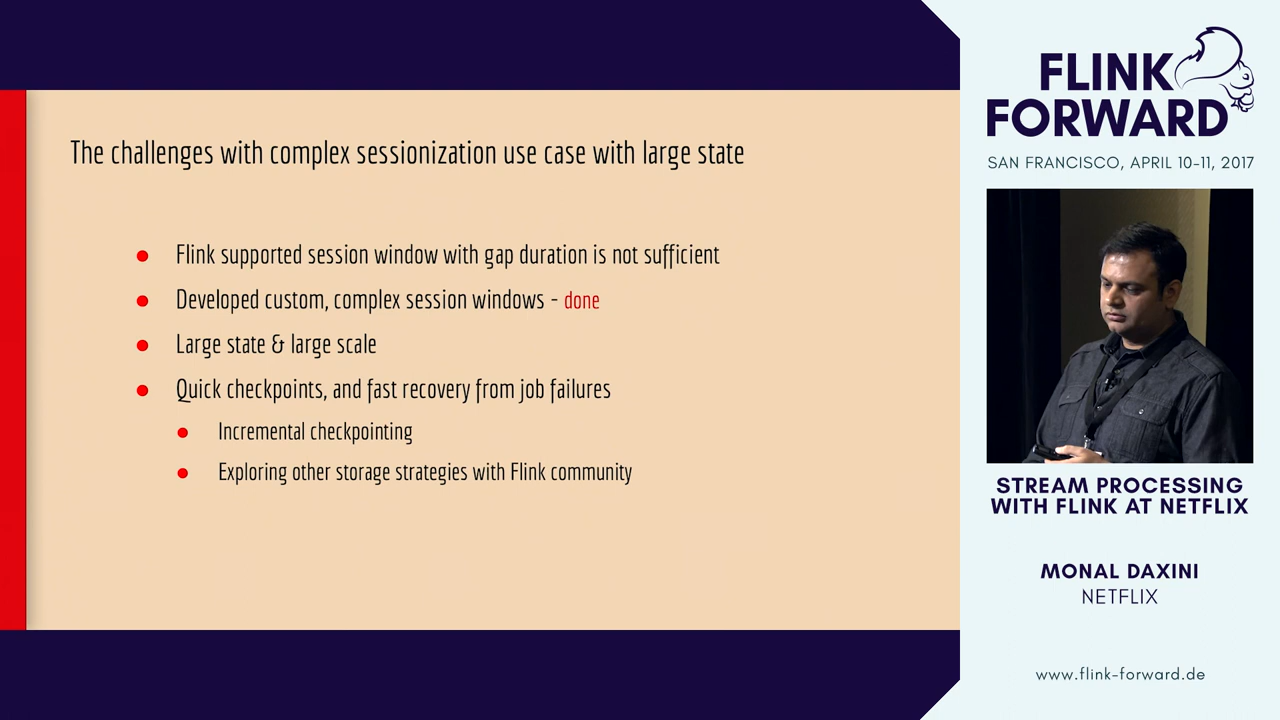 The challenges with complex sessionization use case with large state
Flink supported session window with gap duration is not sufficient
Developed custom, complex session windows - done
Large state & large scale
Quick checkpoints, and fast recovery from job failures
Incremental checkpointing
Exploring other storage strategies with Flink community
FLINK
FORWARD
SAN FRANCISCO, APRIL 10-11, 2017
STREAM PROCESSING
WITH FLINK AT NETFLIX
MONAL DAXINI
NETFLIX
www.flink-forward.de